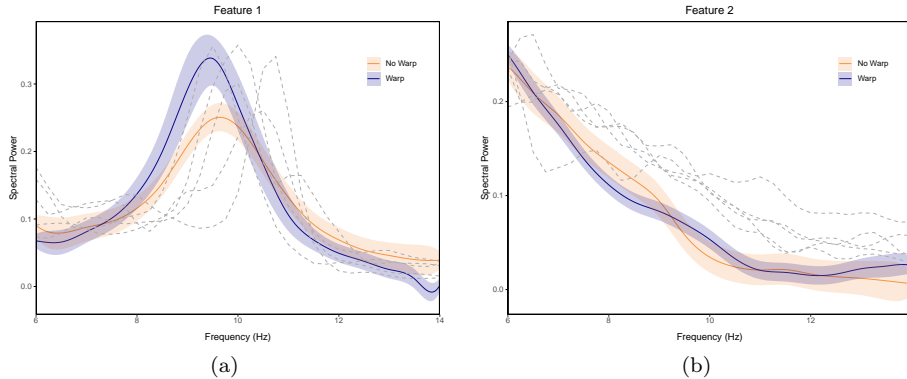 Feature 1
Spectral Power
0.3
0.2
0.1
0.0
No Warp
Warp
6
8
10
12
14
Frequency (Hz)
(a)
Feature 2
Spectral Power
0.2
0.1
0.0
No Warp
Warp
6
8
10
12
Frequency (Hz)
(b)